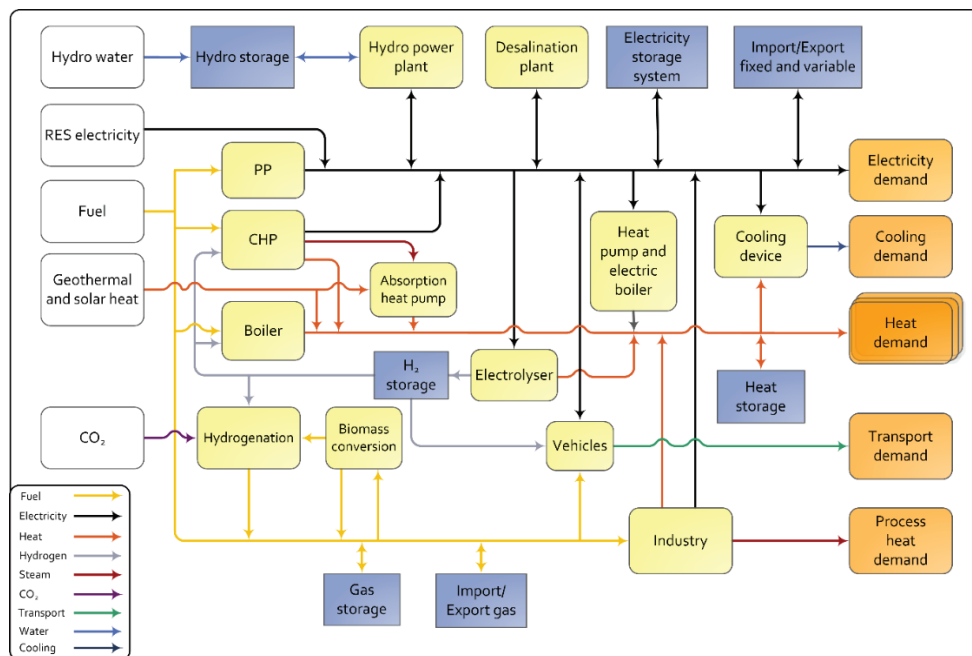 Hydro water
Hydro storage
Hydro power
plant
Desalination
plant
Electricity
storage
system
Import/Export
fixed and variable
RES electricity
PP
Electricity
demand
Fuel
CHP
Heat
pump and
electric
boiler
Cooling
device
Cooling
demand
Geothermal
and solar heat
Absorption
heat pump
Boiler
Heat
demand
H₂
storage
Electrolyser
Heat
storage
CO₂
Hydrogenation
Biomass
conversion
Vehicles
Transport
demand
Industry
Process
heat
demand
Gas
storage
Import/
Export gas
Fuel
Electricity
Heat
Hydrogen
Steam
CO₂
Transport
Water
Cooling